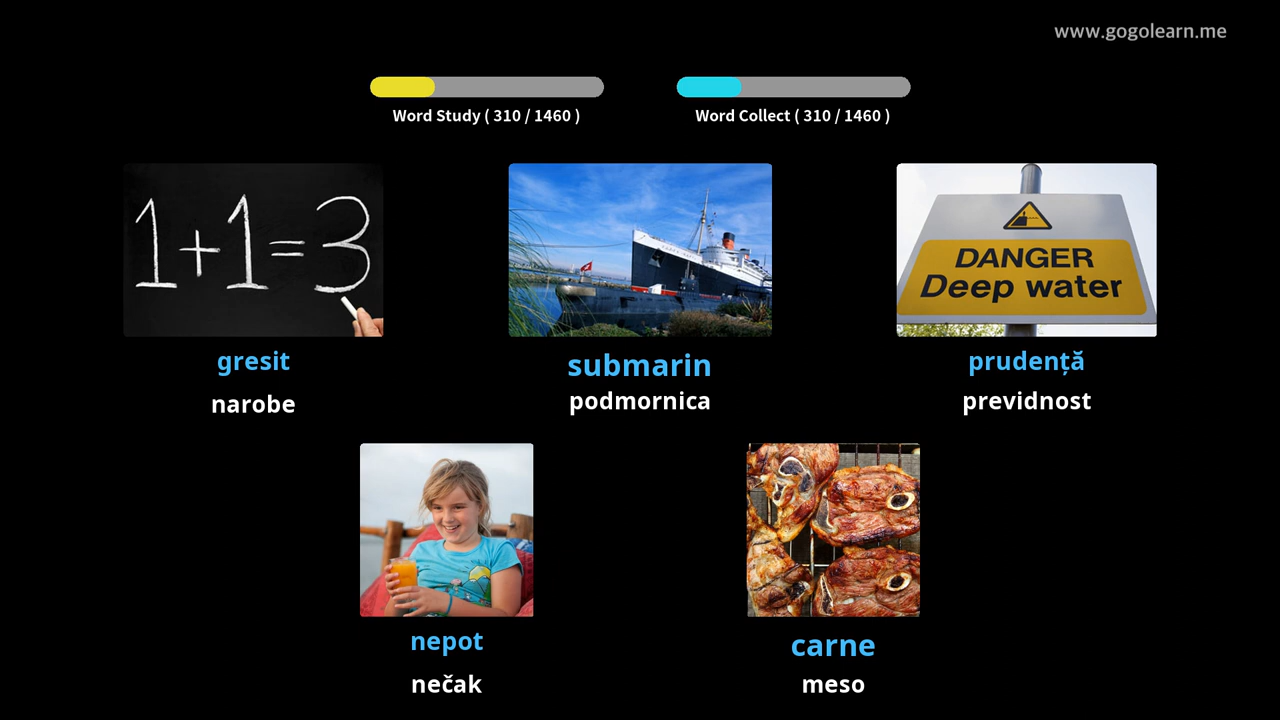 www.gogolearn.me
Word Study ( 310 / 1460 )
Word Collect ( 310 / 1460 )
1+1=3
DANGER
Deep water
gresit
submarin
prudență
narobe
podmornica
previdnost
nepot
carne
nečak
meso